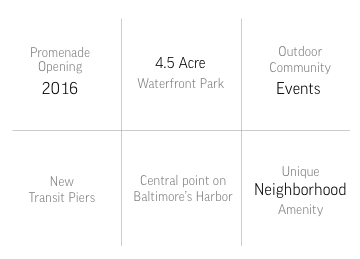 Promenade
Opening
2016
4.5 Acre
Waterfront Park
Outdoor
Community
Events
New
Transit Piers
Central point on
Baltimore's Harbor
Unique
Neighborhood
Amenity